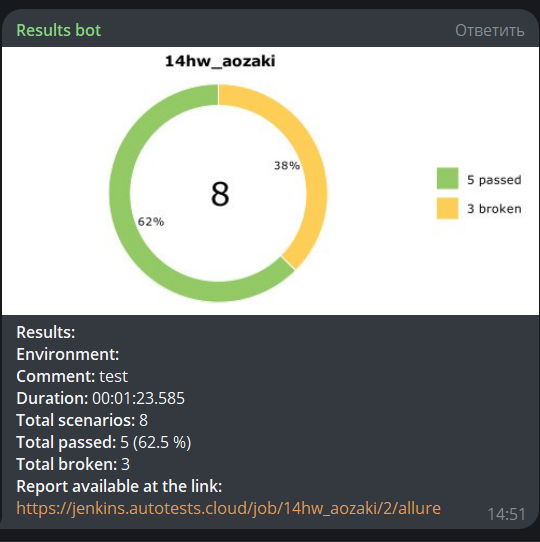 Results bot
Ответить
14hw_aozaki
38%
8
62%
5 passed
3 broken
Results:
Environment:
Comment: test
Duration: 00:01:23.585
Total scenarios: 8
Total passed: 5 (62.5 %)
Total broken: 3
Report available at the link:
https://jenkins.autotests.cloud/job/14hw_aozaki/2/allure
14:51